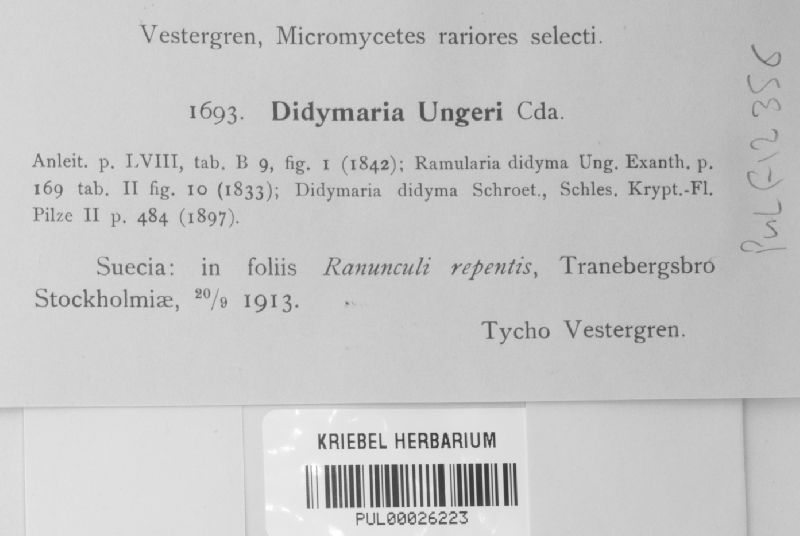 Vestergren, Micromycetes rariores selecti.
1693. Didymaria Ungeri Cda.
Anleit. p. LVIII, tab. B 9, fig. 1 (1842); Ramularia didyma Ung. Exanth. p.
169 tab. II fig. 10 (1833); Didymaria didyma Schroet., Schles. Krypt.-Fl.
Pilze II p. 484 (1897).
Suecia: in foliis Ranunculi repentis, Tranebergsbro
Stockholmiæ, 20/9 1913.
Tycho Vestergren.
PUL F12356
KRIEBEL HERBARIUM
PUL00026223